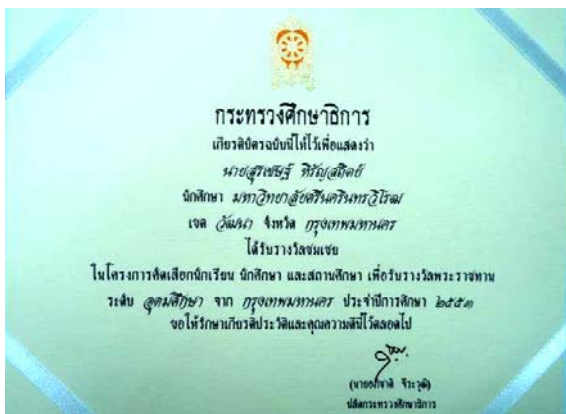 กระทรวงศึกษาธิการ
เกียรติบัตรฉบับนี้ให้ไว้เพื่อแสดงว่า
นายสุรเชษฐ์ หิรัญสถิตย์
นักศึกษา มหาวิทยาลัยศรีนครินทรวิโรฒ
เขต วัฒนา จังหวัด กรุงเทพมหานคร
ได้รับรางวัลชมเชย
ในโครงการคัดเลือกนักเรียน นักศึกษา และสถานศึกษา เพื่อรับรางวัลพระราชทาน
ระดับ อุดมศึกษา จาก กรุงเทพมหานคร ประจำปีการศึกษา ๒๕๕๓
ขอให้รักษาเกียรติประวัติและคุณความดีนี้ไว้ตลอดไป
(นายอภิชาติ จีระวุฒิ)
ปลัดกระทรวงศึกษาธิการ